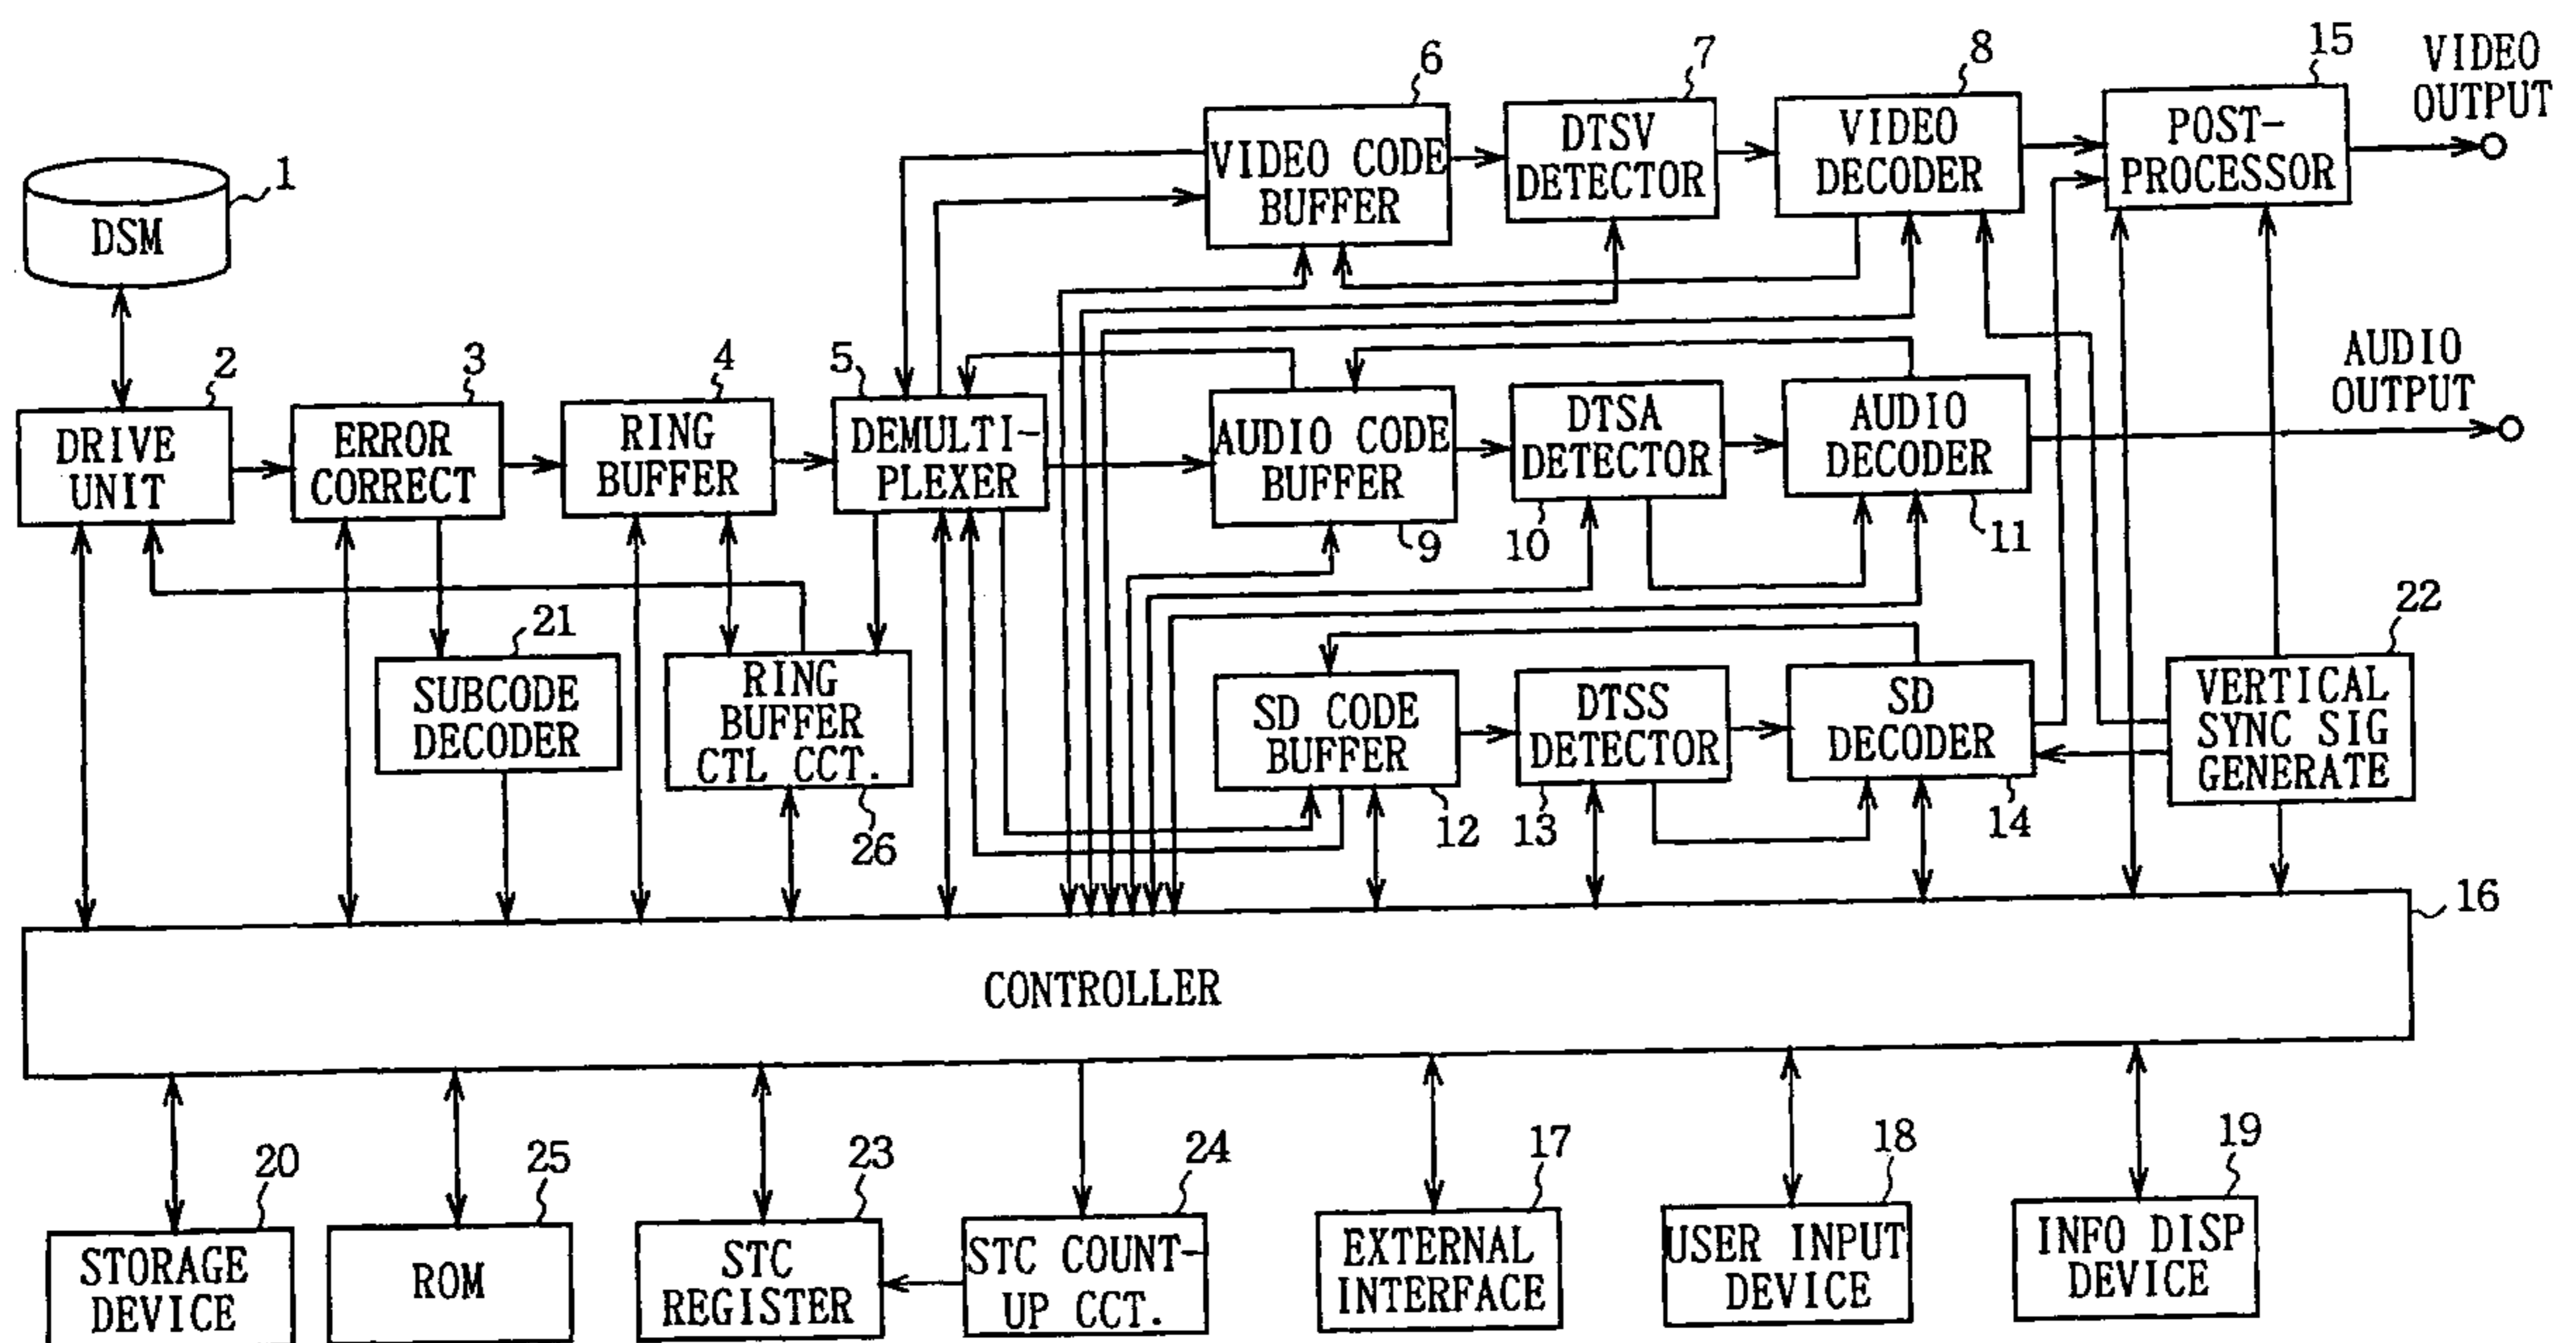 VIDEO
OUTPUT
1
DSM
6
VIDEO CODE
BUFFER
7
DTSV
DETECTOR
8
VIDEO
DECODER
15
POST-
PROCESSOR
2
DRIVE
UNIT
3
ERROR
CORRECT
4
RING
BUFFER
5
DEMULTI-
PLEXER
AUDIO CODE
BUFFER
9
DTSA
DETECTOR
10
AUDIO
DECODER
11
AUDIO
OUTPUT
21
SUBCODE
DECODER
RING
BUFFER
CTL CCT.
26
SD CODE
BUFFER
12
DTSS
DETECTOR
13
SD
DECODER
14
22
VERTICAL
SYNC SIG
GENERATE
16
CONTROLLER
20
STORAGE
DEVICE
25
ROM
23
STC
REGISTER
24
STC COUNT-
UP CCT.
17
EXTERNAL
INTERFACE
18
USER INPUT
DEVICE
19
INFO DISP
DEVICE